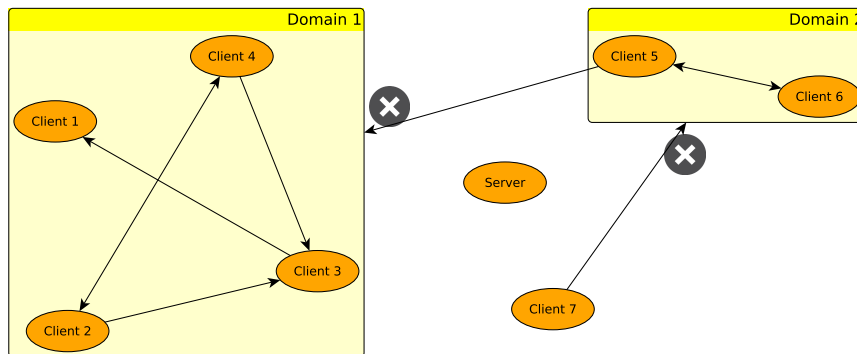 Domain 1
Domain 2
Client 4
Client 5
Client 6
Client 1
Server
Client 3
Client 7
Client 2